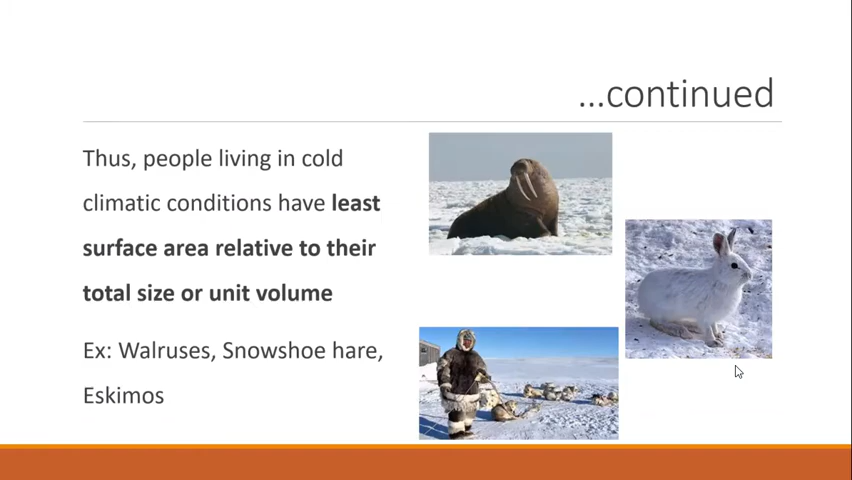 ...continued
Thus, people living in cold
climatic conditions have least
surface area relative to their
total size or unit volume
Ex: Walruses, Snowshoe hare,
Eskimos